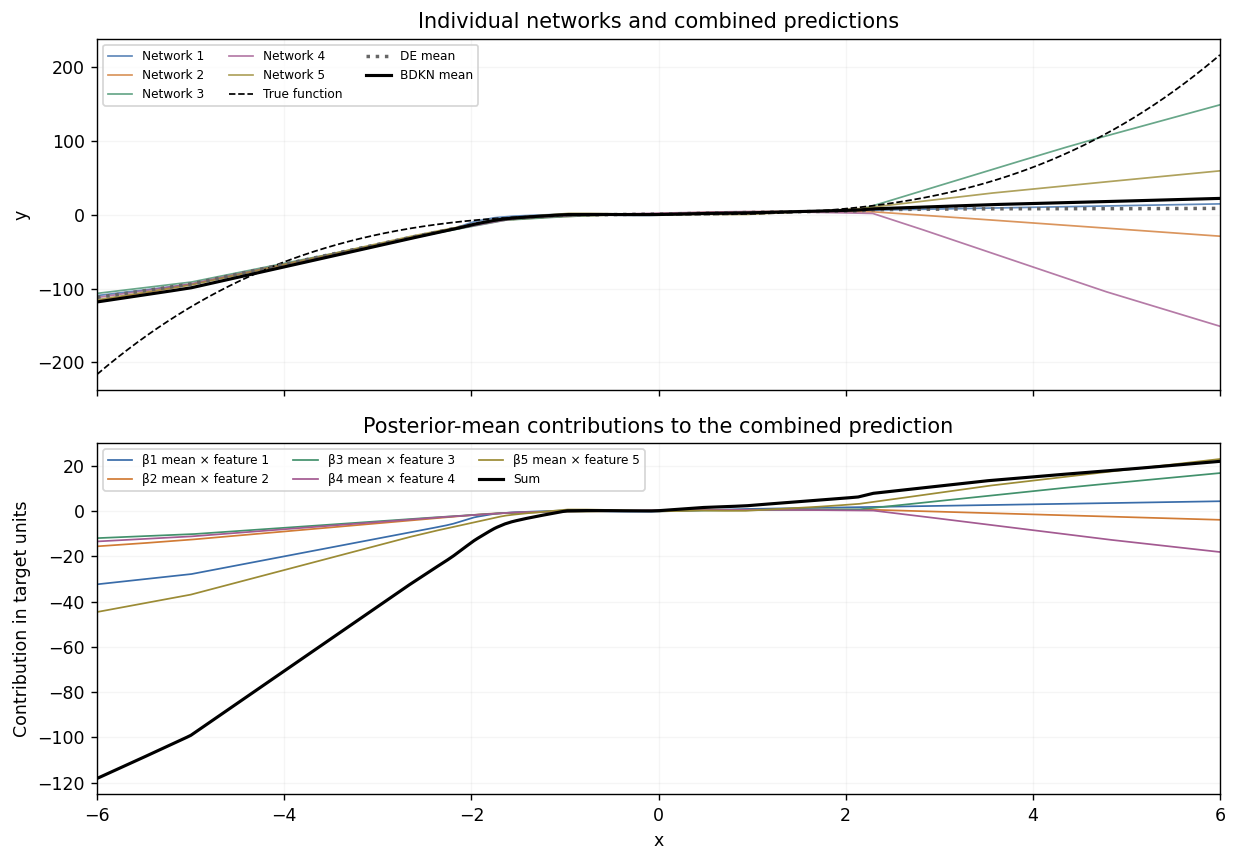 Individual networks and combined predictions
Network 1
Network 2
Network 3
Network 4
Network 5
True function
DE mean
BDKN mean
y
200
100
0
−100
−200
Posterior-mean contributions to the combined prediction
β1 mean × feature 1
β2 mean × feature 2
β3 mean × feature 3
β4 mean × feature 4
β5 mean × feature 5
Sum
Contribution in target units
20
0
−20
−40
−60
−80
−100
−120
−6 −4 −2 0 2 4 6
x